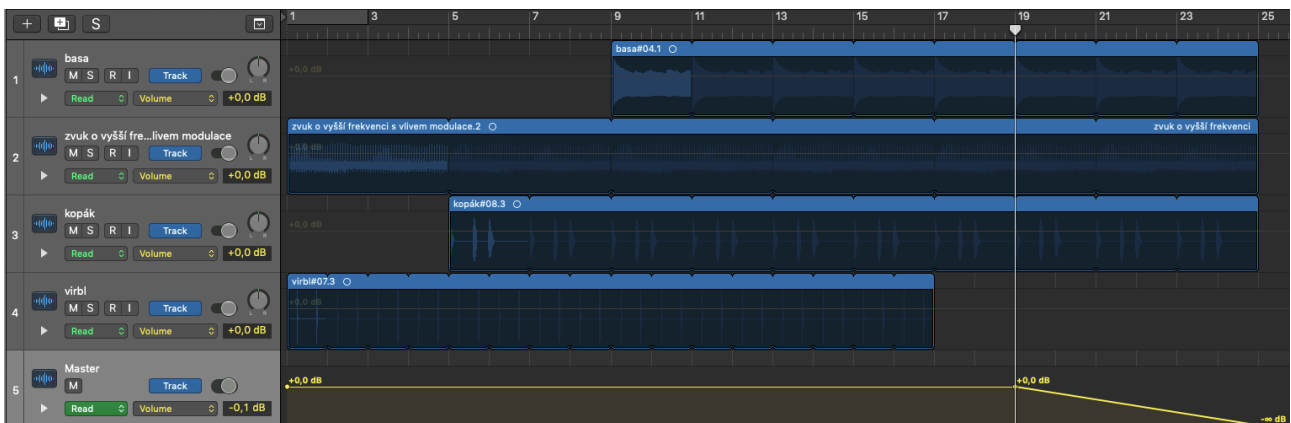 + S
1 3 5 7 9 11 13 15 17 19 21 23 25
1
basa
M S R I Track
L R
Read Volume +0,0 dB
+0,0 dB
basa#04.1
2
zvuk o vyšší fre...livem modulace
M S R I Track
L R
Read Volume +0,0 dB
zvuk o vyšší frekvenci s vlivem modulace.2
zvuk o vyšší frekvenci
+0,0 dB
3
kopák
M S R I Track
L R
Read Volume +0,0 dB
+0,0 dB
kopák#08.3
4
virbl
M S R I Track
L R
Read Volume +0,0 dB
virbl#07.3
+0,0 dB
5
Master
M Track
Read Volume -0,1 dB
+0,0 dB
+0,0 dB
-∞ dB